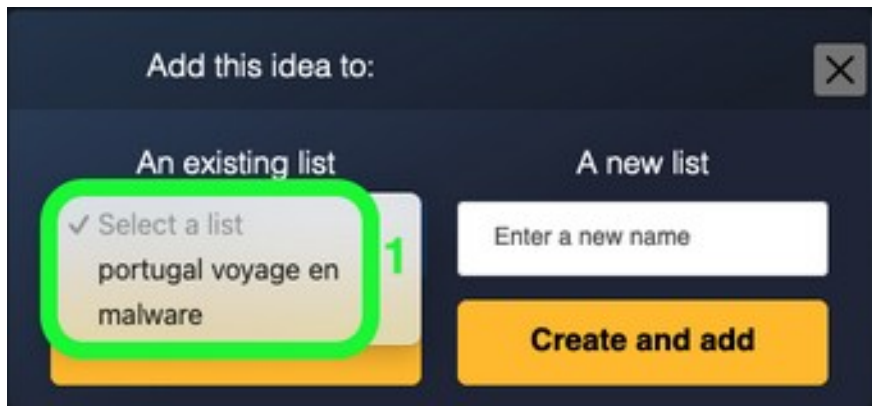 Add this idea to:
An existing list
✓ Select a list
portugal voyage en
malware
1
A new list
Enter a new name
Create and add